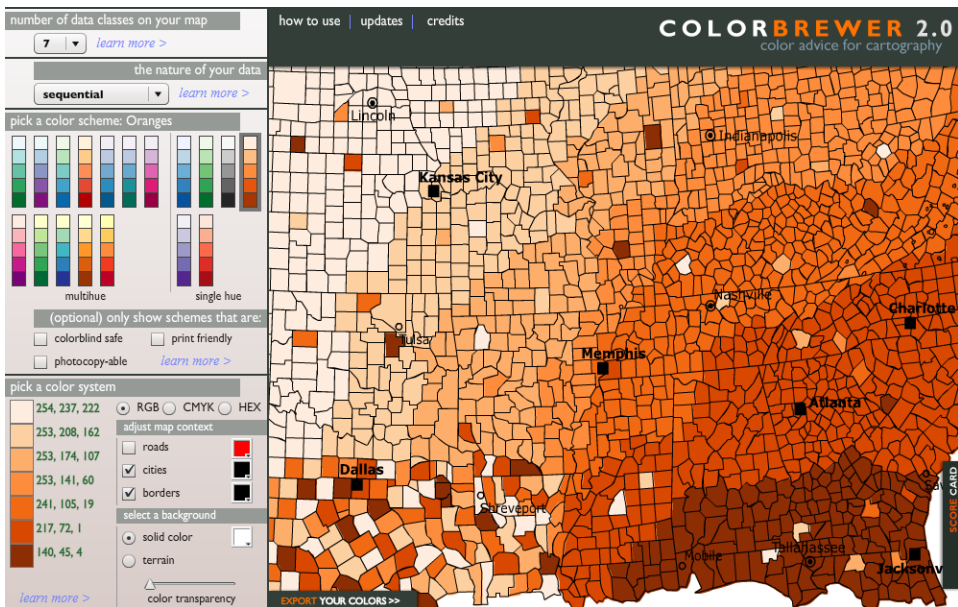 number of data classes on your map
7
learn more >
the nature of your data
sequential
learn more >
pick a color scheme: Oranges
multihue
single hue
(optional) only show schemes that are:
colorblind safe
print friendly
photocopy-able
learn more >
pick a color system
254, 237, 222
253, 208, 162
253, 174, 107
253, 141, 60
241, 105, 19
217, 72, 1
140, 45, 4
RGB
CMYK
HEX
adjust map context
roads
cities
borders
select a background
solid color
terrain
color transparency
learn more >
how to use
updates
credits
COLORBREWER 2.0
color advice for cartography
Lincoln
Indianapolis
Kansas City
Nashville
Charlotte
Tulsa
Memphis
Atlanta
Dallas
Sav
Shreveport
Mobile
Tallahassee
Jacksonv
SCORE CARD
EXPORT YOUR COLORS >>